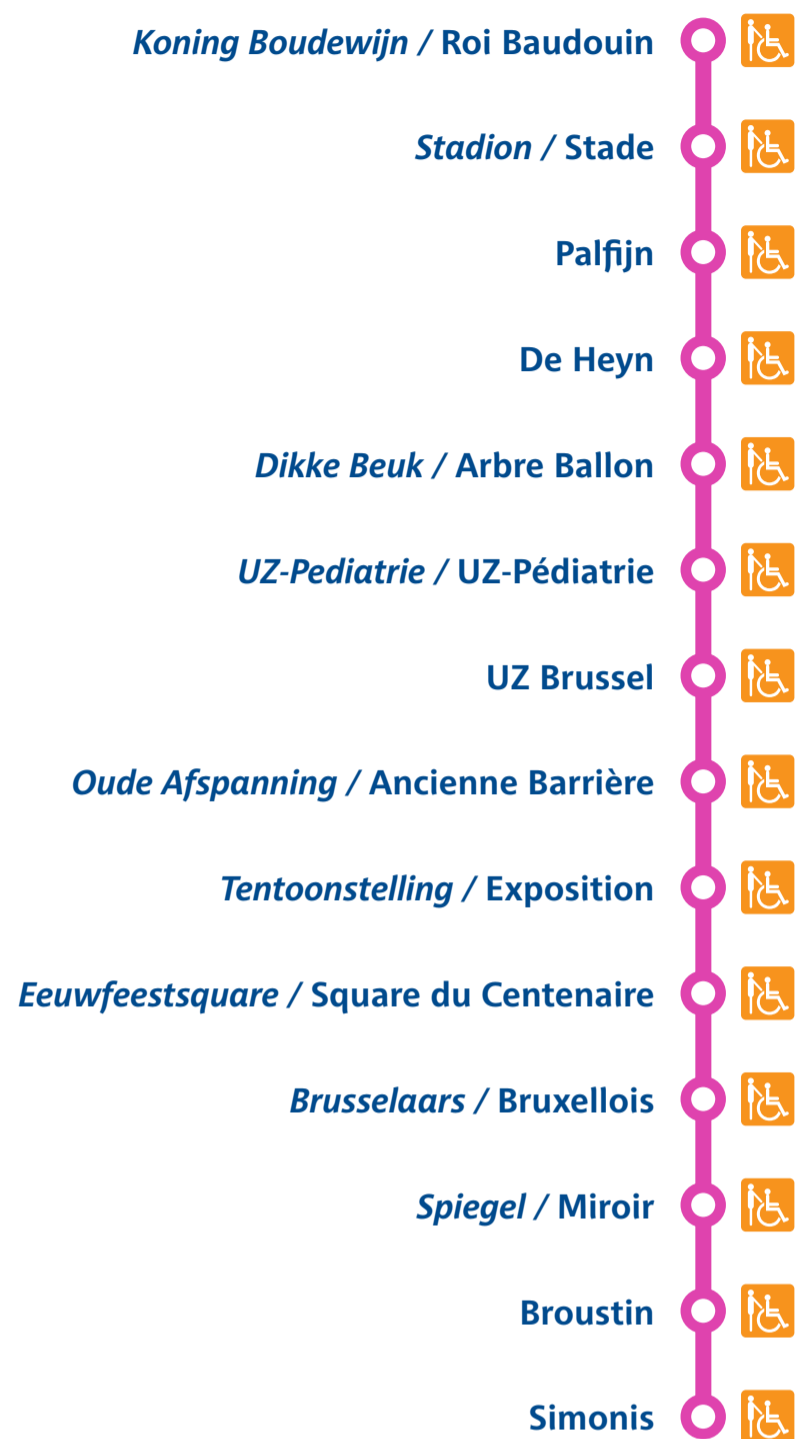 Koning Boudewijn / Roi Baudouin
Stadion / Stade
Palfijn
De Heyn
Dikke Beuk / Arbre Ballon
UZ-Pediatrie / UZ-Pédiatrie
UZ Brussel
Oude Afspanning / Ancienne Barrière
Tentoonstelling / Exposition
Eeuwfeestsquare / Square du Centenaire
Brusselaars / Bruxellois
Spiegel / Miroir
Broustin
Simonis